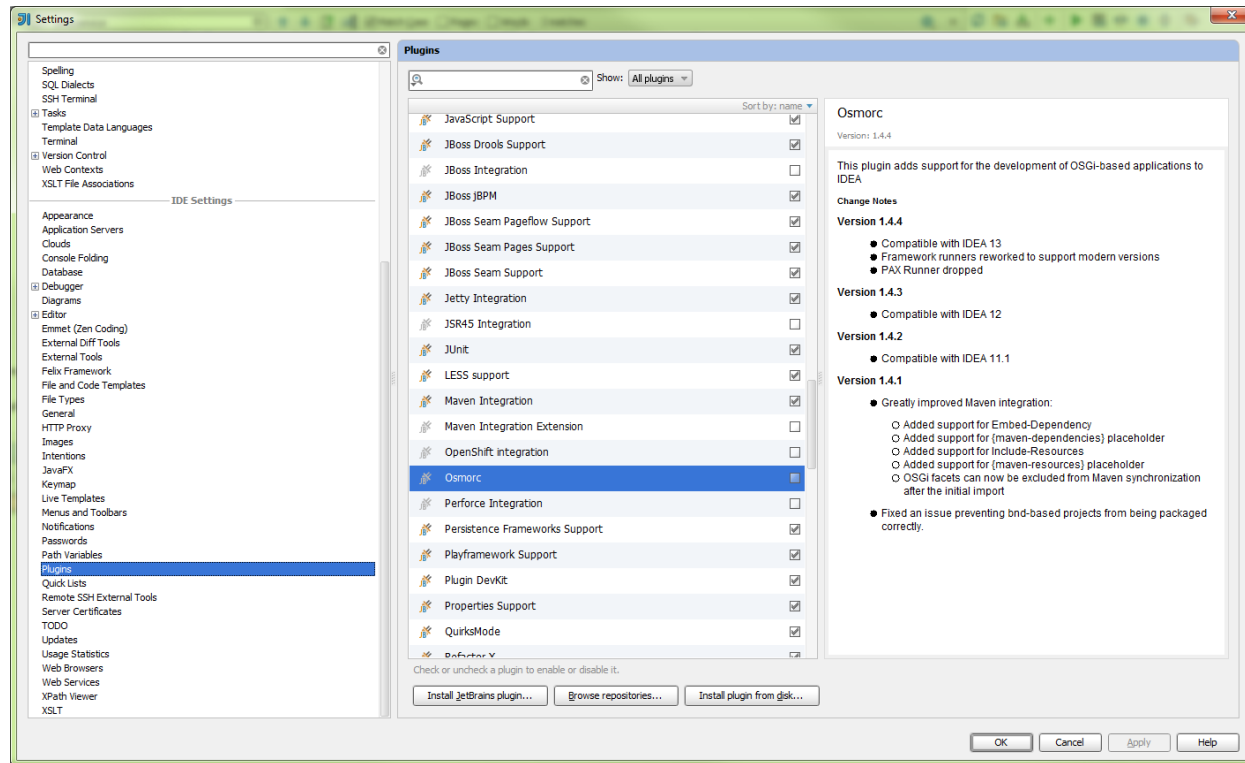 Settings
Spelling
SQL Dialects
SSH Terminal
Tasks
Template Data Languages
Terminal
Version Control
Web Contexts
XSLT File Associations
IDE Settings
Appearance
Application Servers
Clouds
Console Folding
Database
Debugger
Diagrams
Editor
Emmet (Zen Coding)
External Diff Tools
External Tools
Felix Framework
File and Code Templates
File Types
General
HTTP Proxy
Images
Intentions
JavaFX
Keymap
Live Templates
Menus and Toolbars
Notifications
Passwords
Path Variables
Plugins
Quick Lists
Remote SSH External Tools
Server Certificates
TODO
Updates
Usage Statistics
Web Browsers
Web Services
XPath Viewer
XSLT
Plugins
Show: All plugins
Sort by: name
JavaScript Support
JBoss Drools Support
JBoss Integration
JBoss jBPM
JBoss Seam Pageflow Support
JBoss Seam Pages Support
JBoss Seam Support
Jetty Integration
JSR45 Integration
JUnit
LESS support
Maven Integration
Maven Integration Extension
OpenShift integration
Osmorc
Perforce Integration
Persistence Frameworks Support
Playframework Support
Plugin DevKit
Properties Support
QuirksMode
Refactor-X
Check or uncheck a plugin to enable or disable it.
Install JetBrains plugin... Browse repositories... Install plugin from disk...
Osmorc
Version: 1.4.4
This plugin adds support for the development of OSGi-based applications to
IDEA
Change Notes
Version 1.4.4
Compatible with IDEA 13
Framework runners reworked to support modern versions
PAX Runner dropped
Version 1.4.3
Compatible with IDEA 12
Version 1.4.2
Compatible with IDEA 11.1
Version 1.4.1
Greatly improved Maven integration:
Added support for Embed-Dependency
Added support for {maven-dependencies} placeholder
Added support for Include-Resources
Added support for {maven-resources} placeholder
OSGi facets can now be excluded from Maven synchronization
after the initial import
Fixed an issue preventing bnd-based projects from being packaged
correctly.
OK Cancel Apply Help